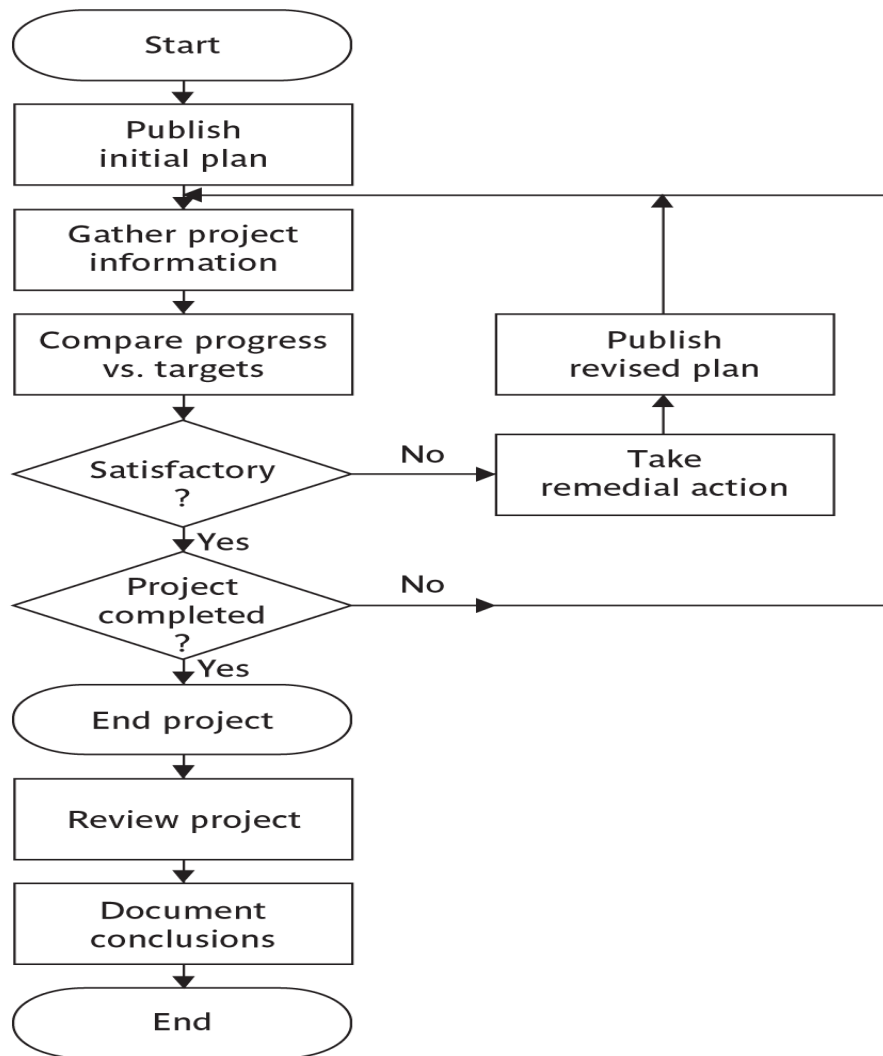 Start
Publish
initial plan
Gather project
information
Compare progress
vs. targets
Satisfactory
?
No
Take
remedial action
Publish
revised plan
Yes
Project
completed
?
No
Yes
End project
Review project
Document
conclusions
End